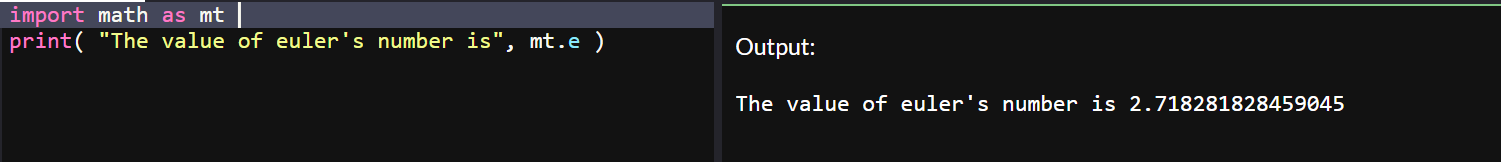 import math as mt
print( "The value of euler's number is", mt.e )
Output:
The value of euler's number is 2.718281828459045